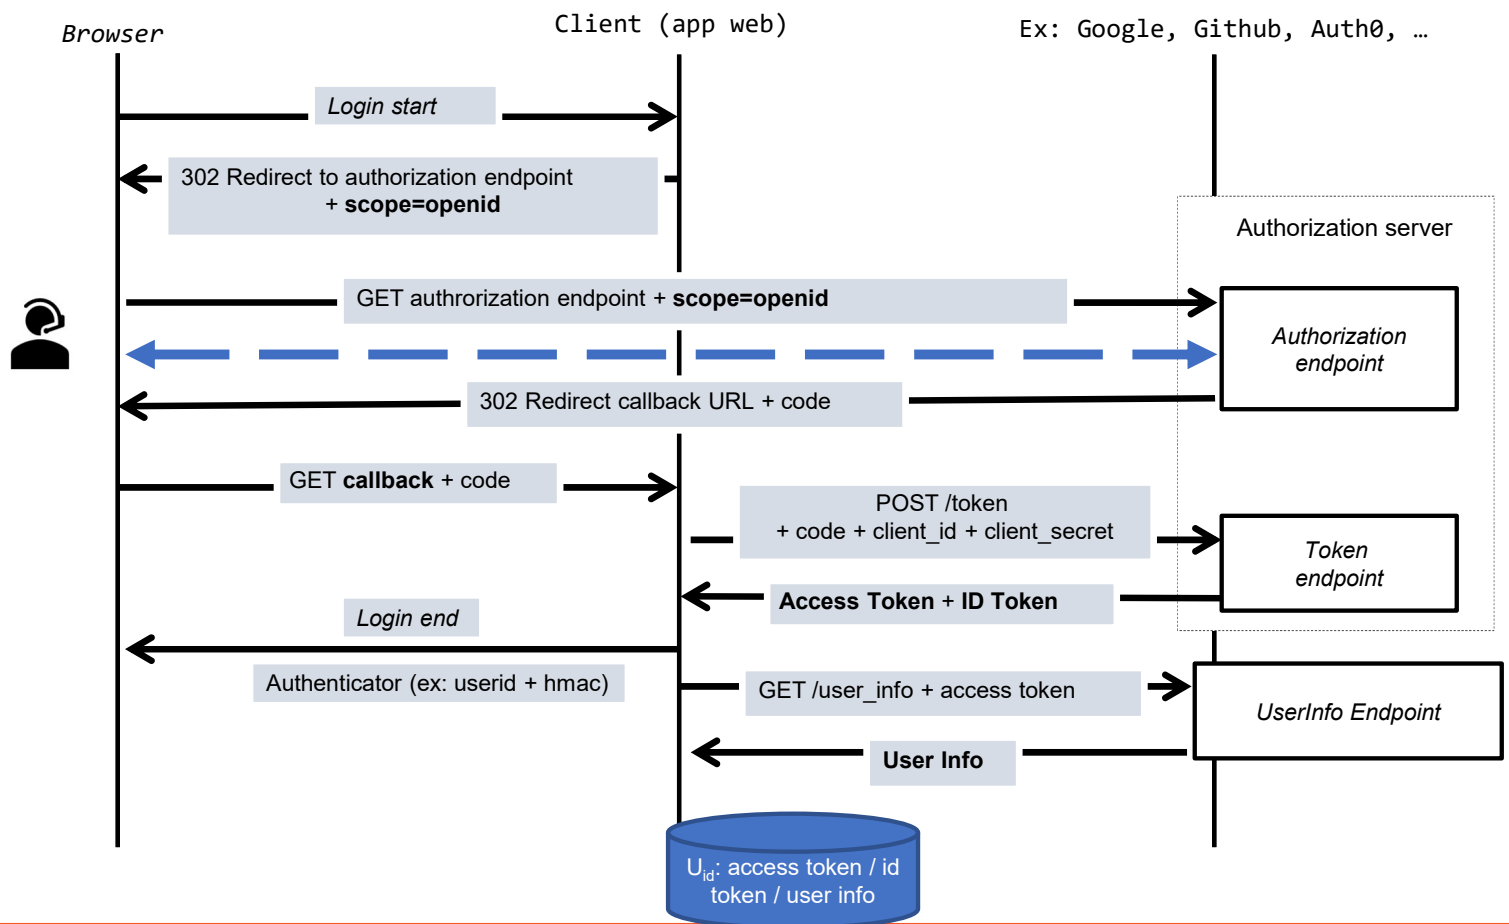 Browser
Client (app web)
Ex: Google, Github, Auth0, …
Login start
302 Redirect to authorization endpoint
+ scope=openid
Authorization server
GET authrorization endpoint + scope=openid
Authorization
endpoint
302 Redirect callback URL + code
GET callback + code
POST /token
+ code + client_id + client_secret
Token
endpoint
Access Token + ID Token
Login end
Authenticator (ex: userid + hmac)
GET /user_info + access token
UserInfo Endpoint
User Info
Uid: access token / id
token / user info